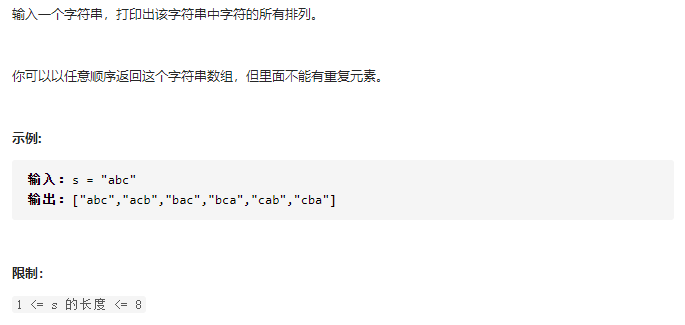 输入一个字符串，打印出该字符串中字符的所有排列。
你可以以任意顺序返回这个字符串数组，但里面不能有重复元素。
示例:
输入：s = "abc"
输出：["abc","acb","bac","bca","cab","cba"]
限制：
1 <= s 的长度 <= 8